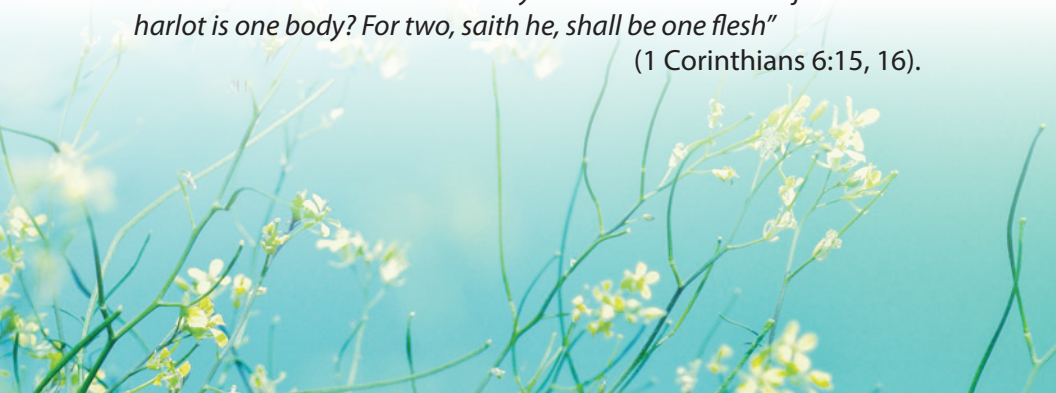 harlot is one body? For two, saith he, shall be one flesh”
(1 Corinthians 6:15, 16).